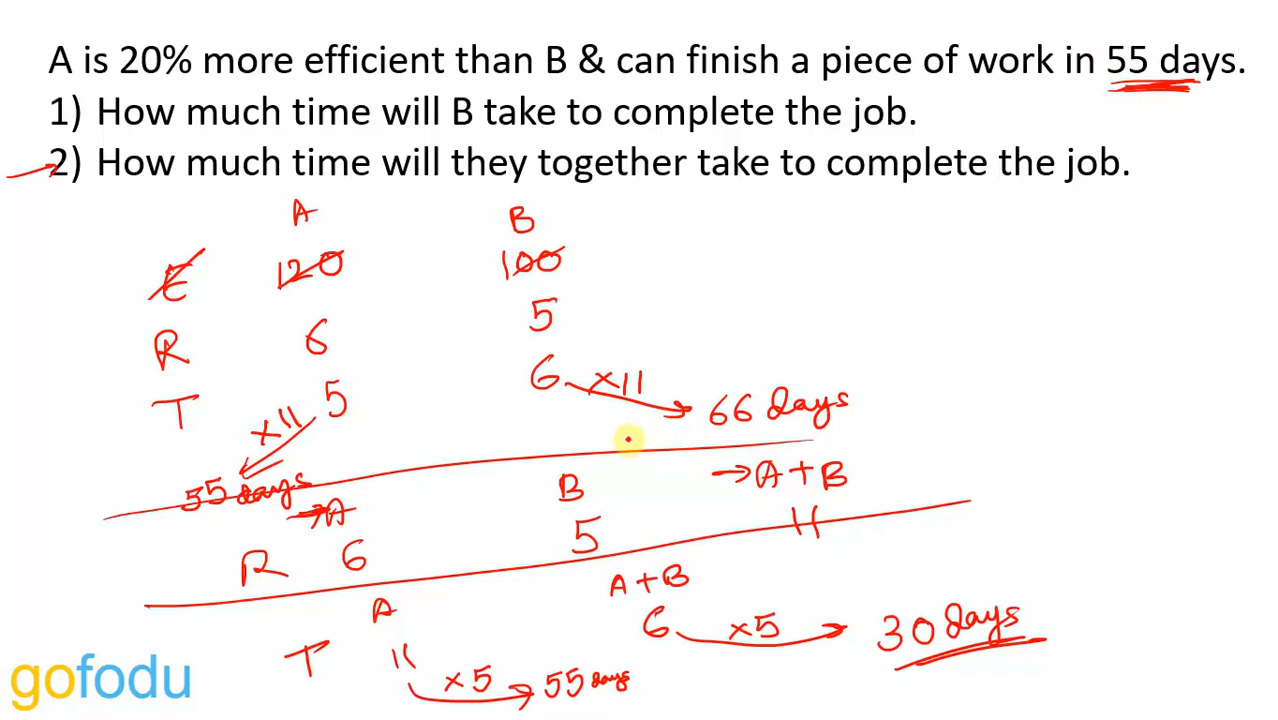 A is 20% more efficient than B & can finish a piece of work in 55 days.
1) How much time will B take to complete the job.
2) How much time will they together take to complete the job.
A B
E 120 100
R 6 5
T 5 6 ×11 66 days
×11
55 days
A B A+B
R 6 5 11
A A+B
T 11 ×5 55 days 6 ×5 30 days
gofodu